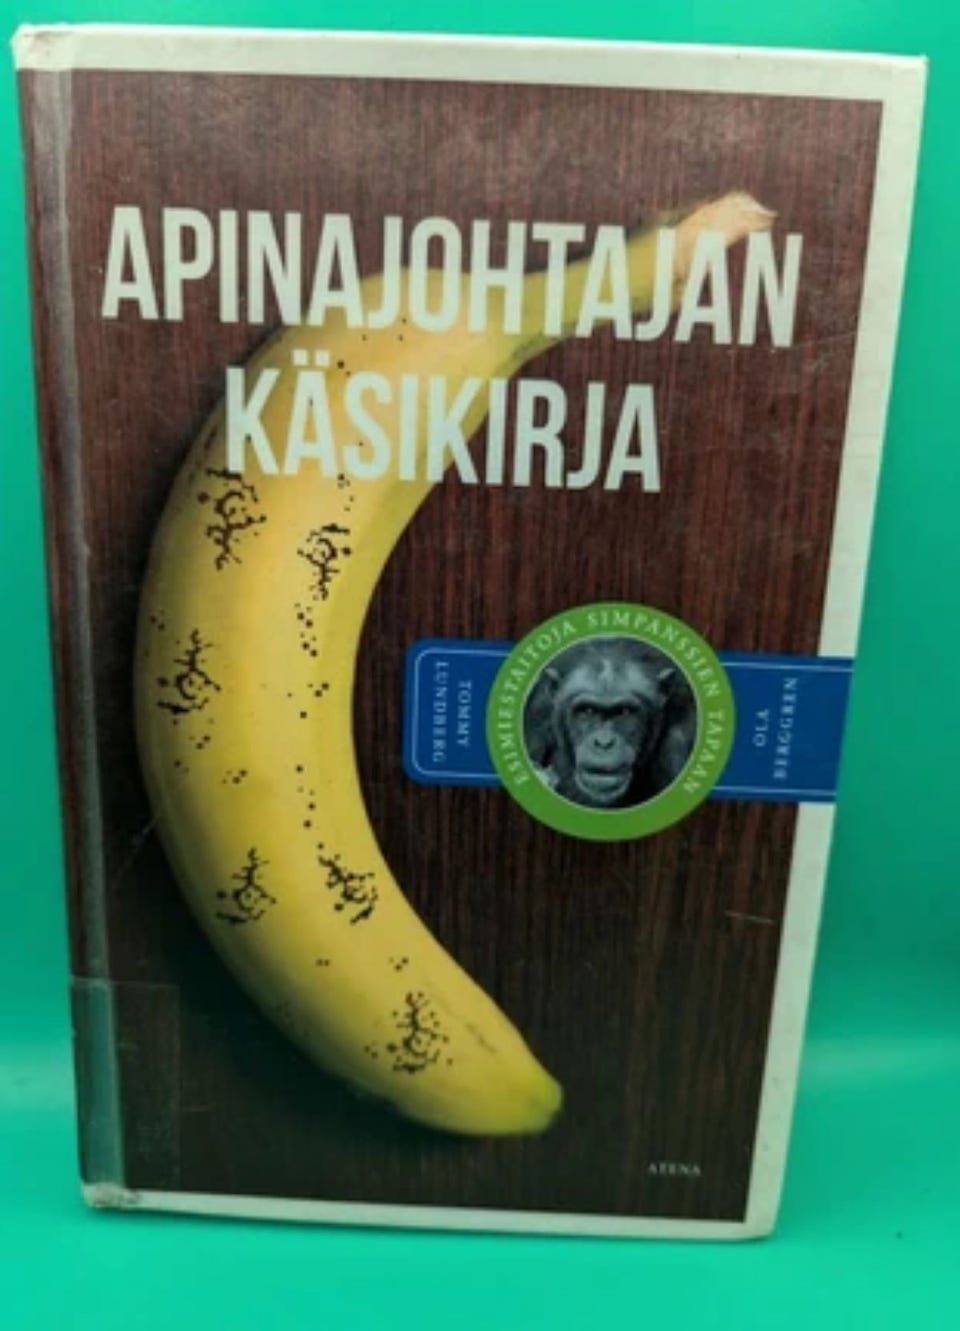 APINAJOHTAJAN
KÄSIKIRJA
ESIMIESTAITOJA SIMPANSSIEN TAPAAN
TOMMY
LUNDBERG
OLA
BERGGREN
ATENA